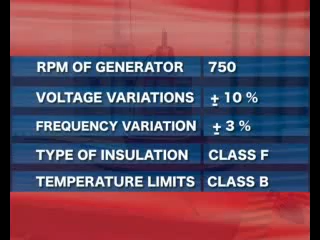 RPM OF GENERATOR 750
VOLTAGE VARIATIONS ± 10 %
FREQUENCY VARIATION ± 3 %
TYPE OF INSULATION CLASS F
TEMPERATURE LIMITS CLASS B